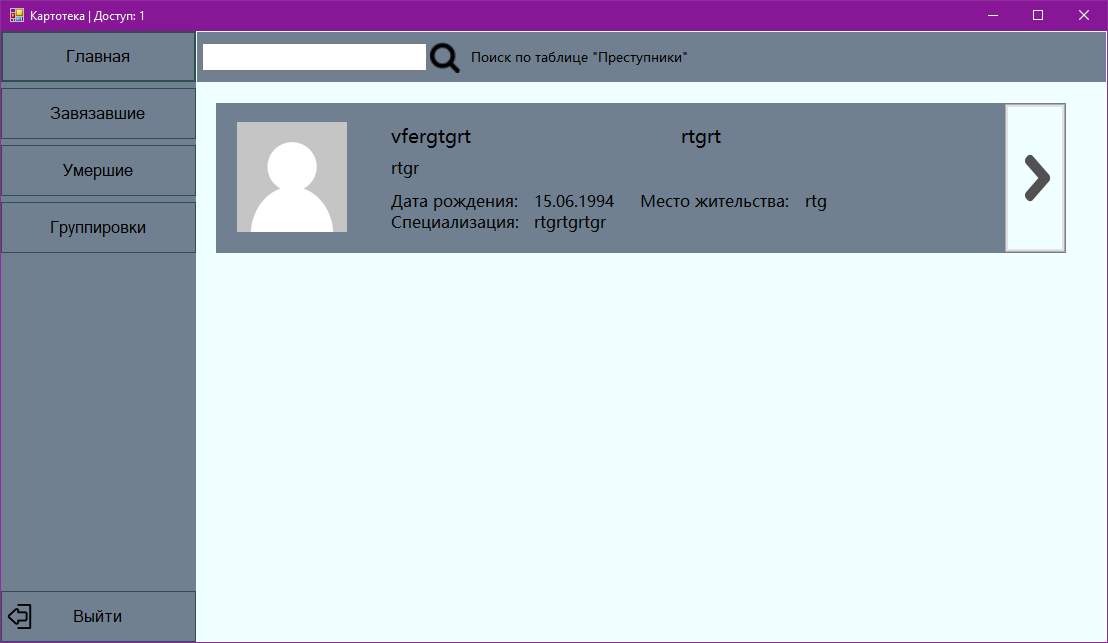 Картотека | Доступ: 1
Главная
Завязавшие
Умершие
Группировки
Выйти
Поиск по таблице "Преступники"
vfergtgrt rtgrt
rtgr
Дата рождения: 15.06.1994 Место жительства: rtg
Специализация: rtgrtgrtgr